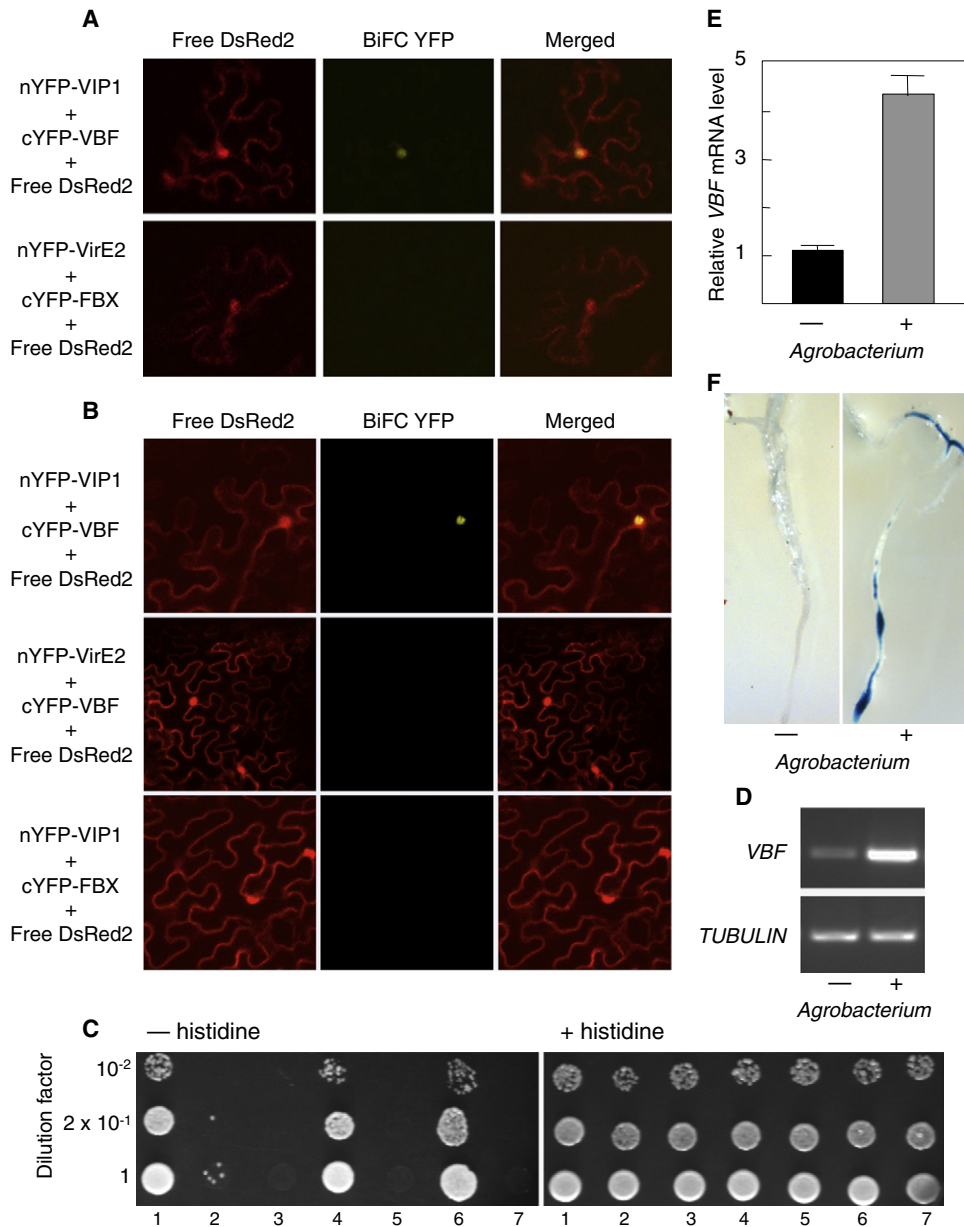 A
Free DsRed2 BiFC YFP Merged
nYFP-VIP1
+
cYFP-VBF
+
Free DsRed2
nYFP-VirE2
+
cYFP-FBX
+
Free DsRed2
B
Free DsRed2 BiFC YFP Merged
nYFP-VIP1
+
cYFP-VBF
+
Free DsRed2
nYFP-VirE2
+
cYFP-VBF
+
Free DsRed2
nYFP-VIP1
+
cYFP-FBX
+
Free DsRed2
C
— histidine + histidine
Dilution factor
10-2
2 x 10-1
1
1 2 3 4 5 6 7 1 2 3 4 5 6 7
E
Relative VBF mRNA level
5
3
1
— +
Agrobacterium
F
— +
Agrobacterium
D
VBF
TUBULIN
— +
Agrobacterium